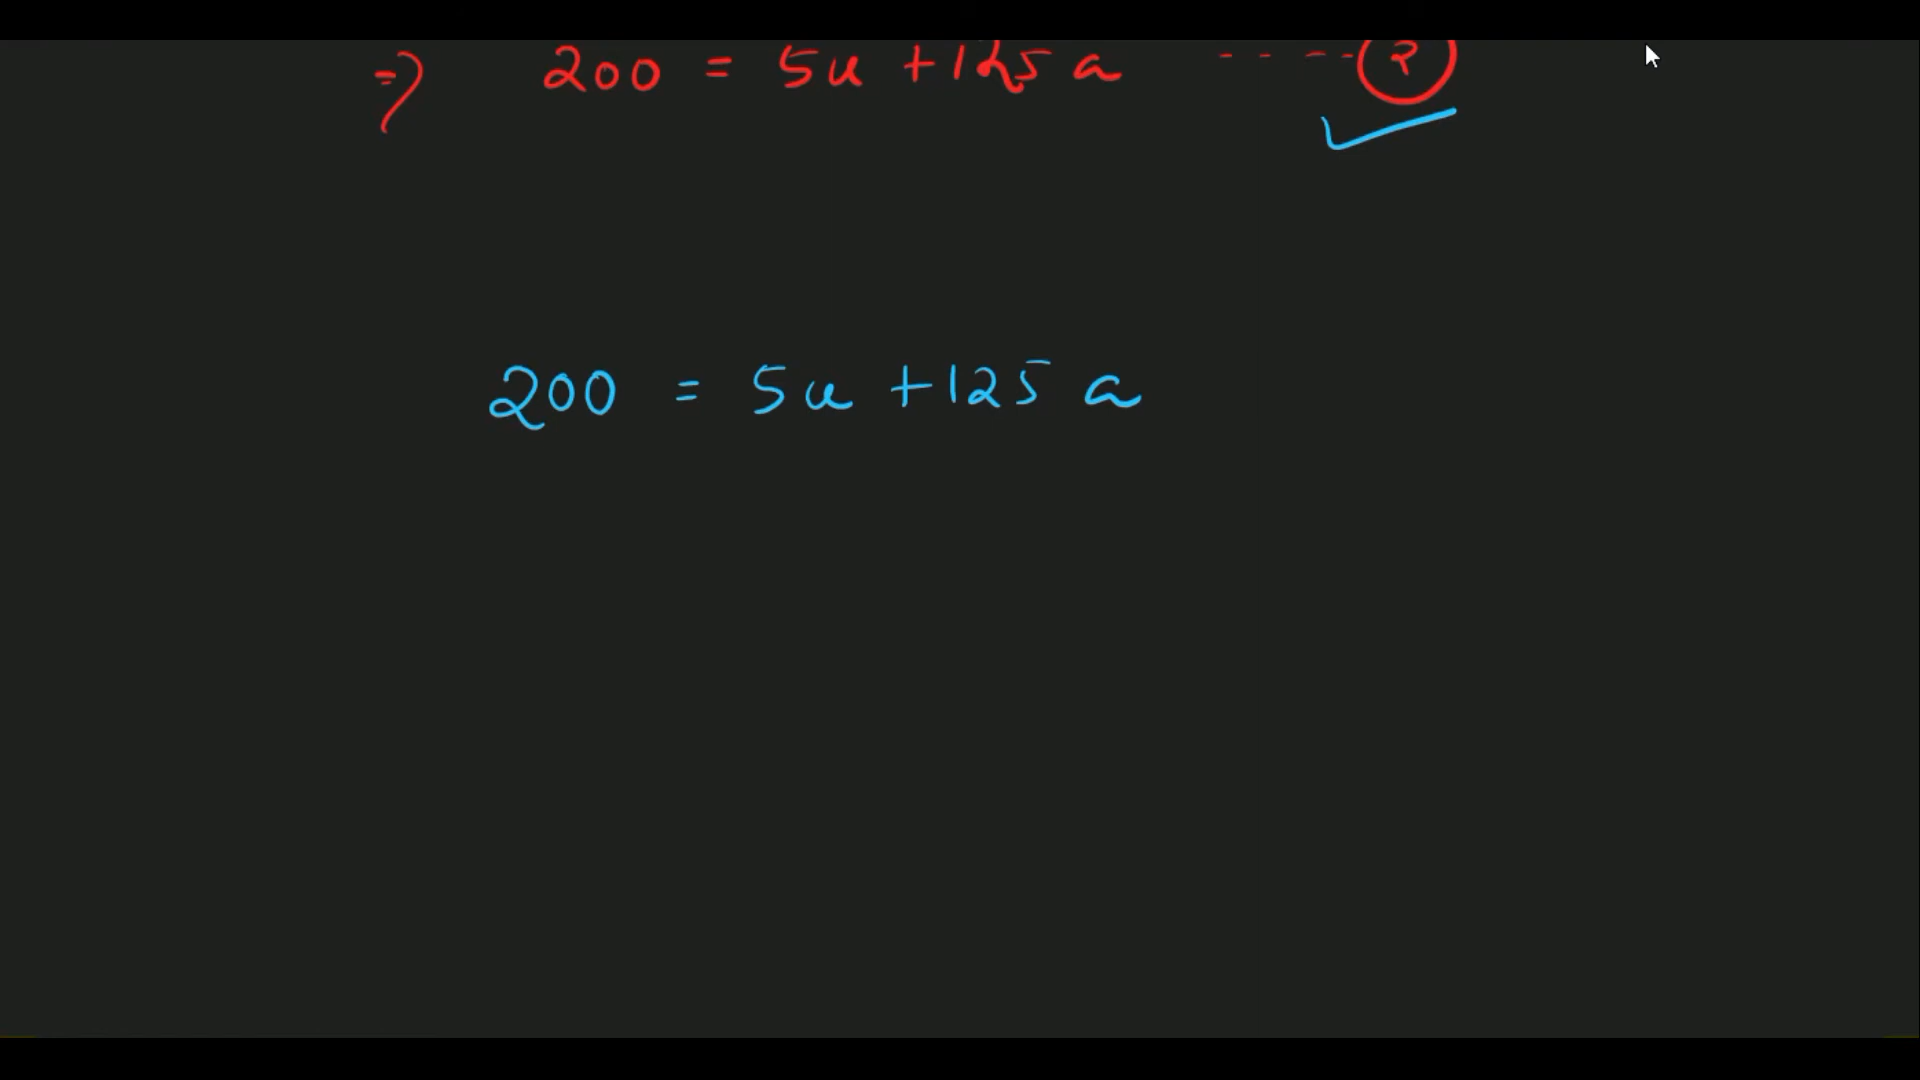 ⇒ 200 = 5u + 125 a - - - - ②
200 = 5u + 125 a